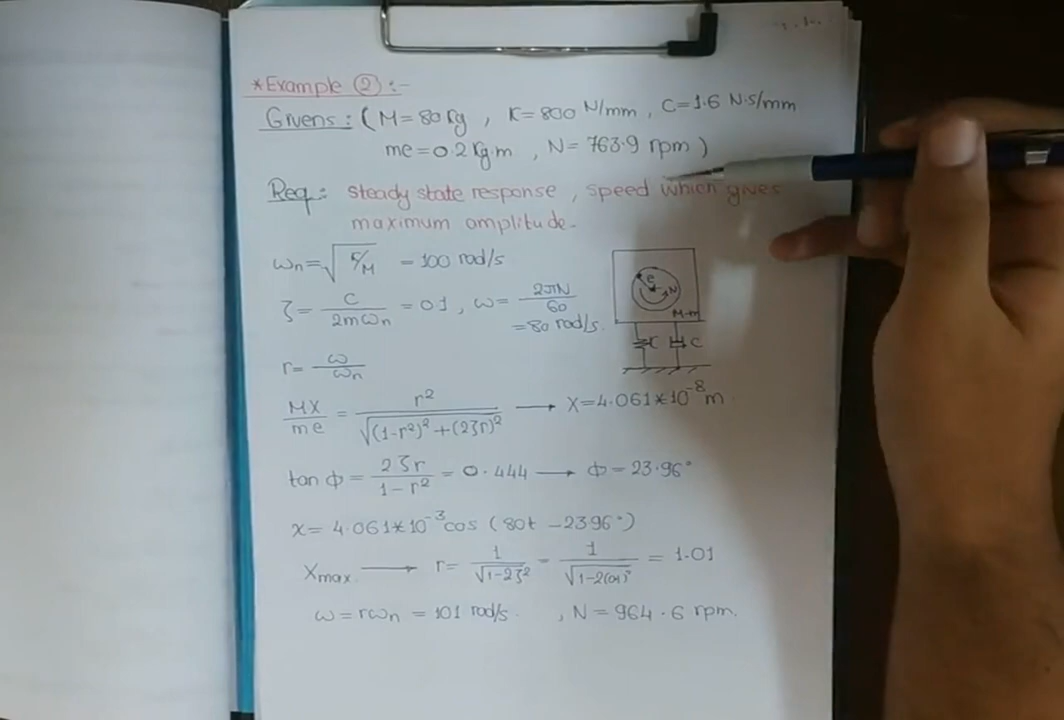 *Example ②:-
Givens: (M=80 Kg , K=800 N/mm , C=1.6 N.S/mm
me=0.2 Kg.m , N=763.9 rpm)
Req: steady state response , speed which gives
maximum amplitude.
ωn=√K/M = 100 rad/s
ζ= C/2mωn = 0.1 , ω= 2πN/60
=80 rad/s.
r= ω/ωn
e
N
M-m
C
MX/me = r²/√(1-r²)²+(2ζr)² → X=4.061*10⁻⁸m
tan φ = 2ζr/1-r² = 0.444 → φ=23.96°
x= 4.061*10⁻³cos (80t -23.96°)
Xmax. → r= 1/√1-2ζ² = 1/√1-2(0.1)² = 1.01
ω=rωn = 101 rad/s. , N=964.6 rpm.